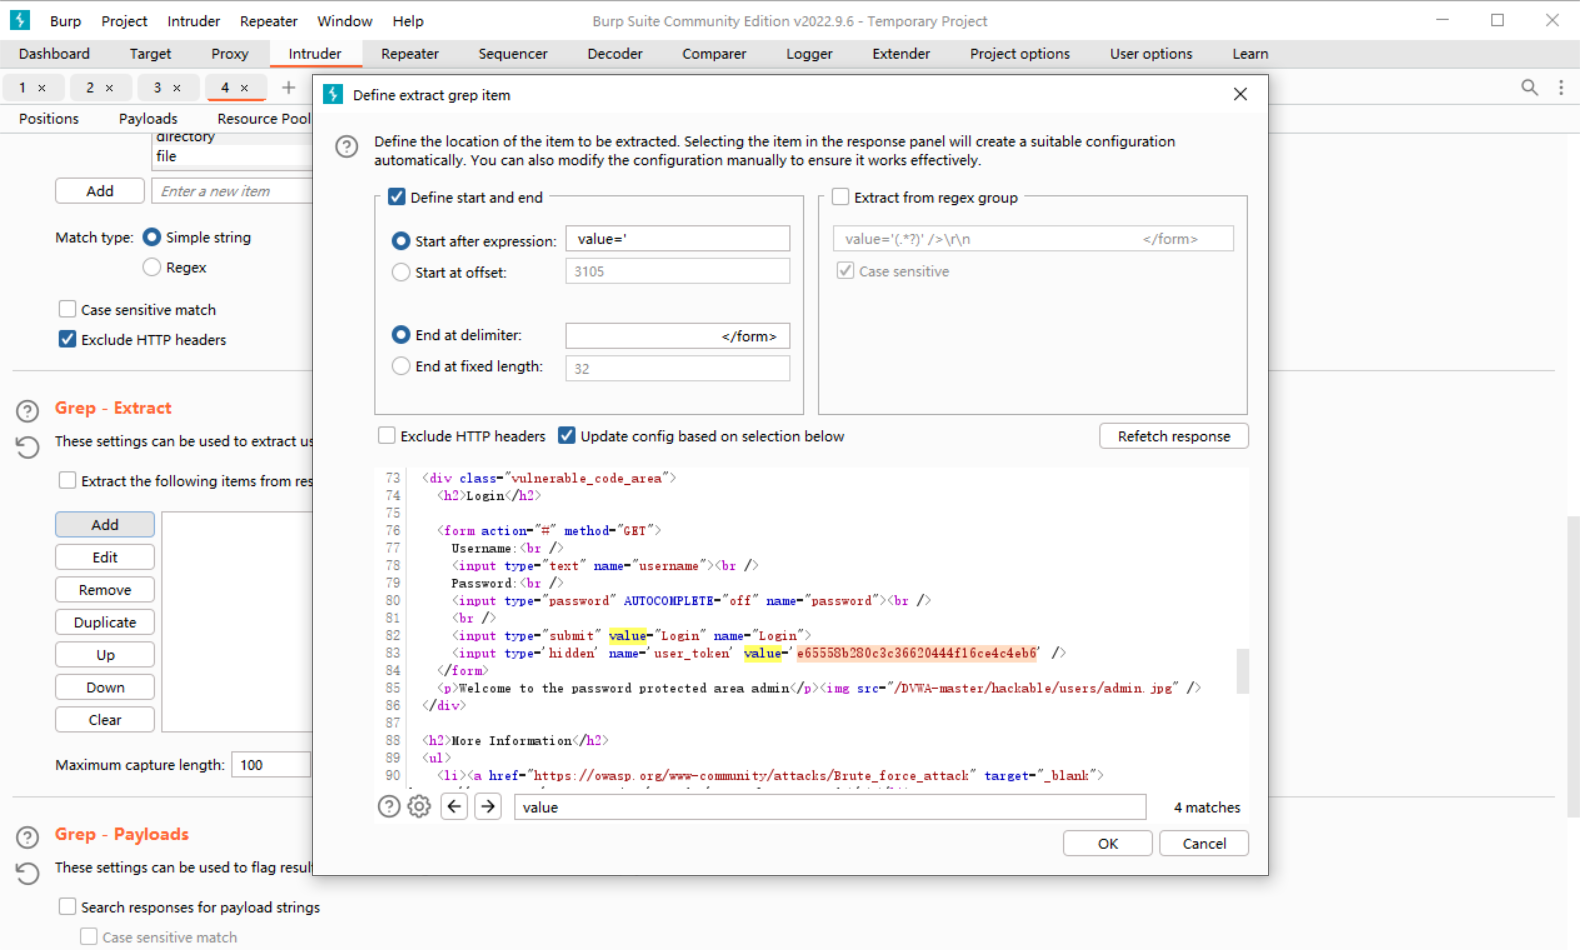 Burp Project Intruder Repeater Window Help
Burp Suite Community Edition v2022.9.6 - Temporary Project
Dashboard Target Proxy Intruder Repeater Sequencer Decoder Comparer Logger Extender Project options User options Learn
1 × 2 × 3 × 4 × +
Positions Payloads Resource Pool
directory
file
Add Enter a new item
Match type: Simple string
Regex
Case sensitive match
Exclude HTTP headers
Grep - Extract
These settings can be used to extract us
Extract the following items from res
Add
Edit
Remove
Duplicate
Up
Down
Clear
Maximum capture length: 100
Grep - Payloads
These settings can be used to flag resul
Search responses for payload strings
Case sensitive match
Define extract grep item
Define the location of the item to be extracted. Selecting the item in the response panel will create a suitable configuration
automatically. You can also modify the configuration manually to ensure it works effectively.
Define start and end
Start after expression: value='
Start at offset: 3105
End at delimiter: </form>
End at fixed length: 32
Extract from regex group
value='(.*?)' />\r\n </form>
Case sensitive
Exclude HTTP headers Update config based on selection below Refetch response
73 <div class="vulnerable_code_area">
74 <h2>Login</h2>
75
76 <form action="#" method="GET">
77 Username:<br />
78 <input type="text" name="username"><br />
79 Password:<br />
80 <input type="password" AUTOCOMPLETE="off" name="password"><br />
81 <br />
82 <input type="submit" value="Login" name="Login">
83 <input type='hidden' name='user_token' value='e65558b280c3c36620444f16ce4c4eb6' />
84 </form>
85 <p>Welcome to the password protected area admin</p><img src="/DVWA-master/hackable/users/admin.jpg" />
86 </div>
87
88 <h2>More Information</h2>
89 <ul>
90 <li><a href="https://owasp.org/www-community/attacks/Brute_force_attack" target="_blank">
value 4 matches
OK Cancel